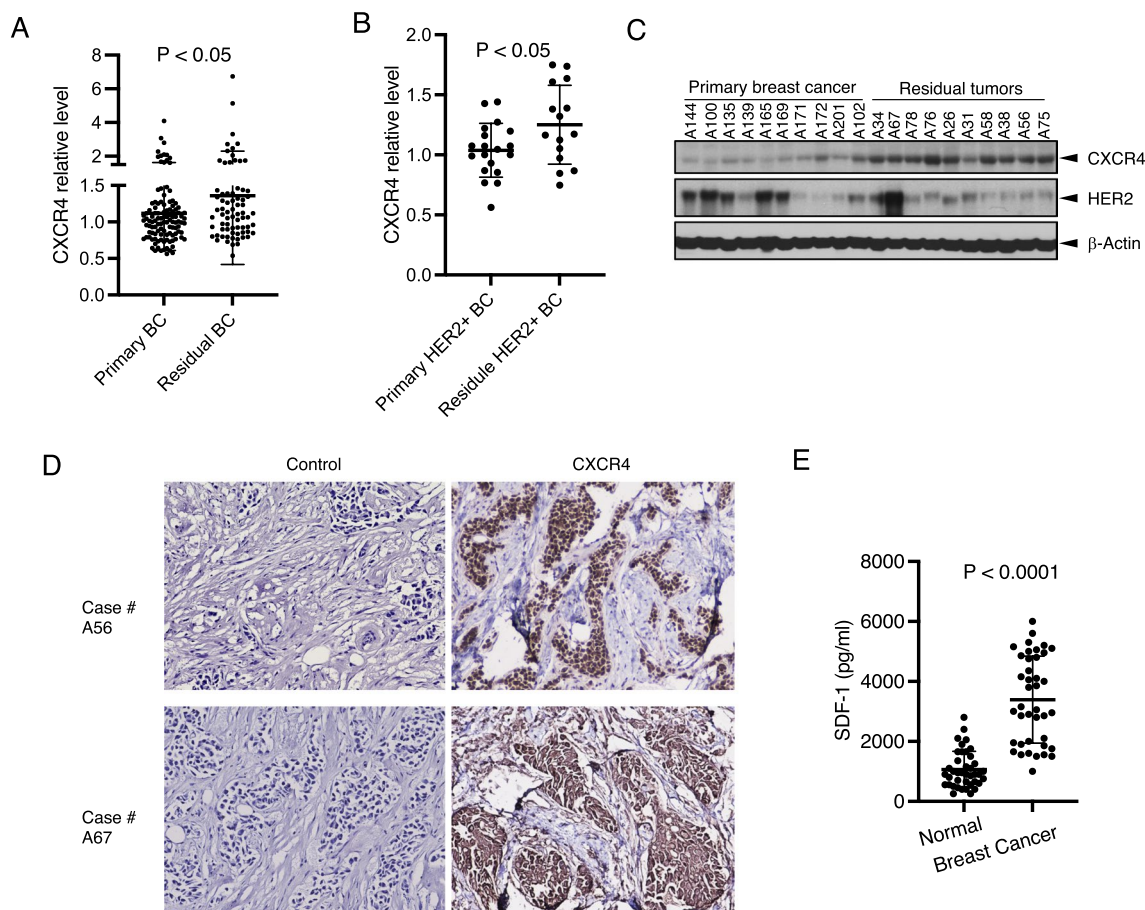 A
CXCR4 relative level
8
6
4
2
1.5
1.0
0.5
0.0
P < 0.05
Primary BC
Residual BC
B
CXCR4 relative level
2.0
1.5
1.0
0.5
0.0
P < 0.05
Primary HER2+ BC
Residule HER2+ BC
C
Primary breast cancer
Residual tumors
A144
A100
A135
A139
A165
A169
A171
A172
A201
A102
A34
A67
A78
A76
A26
A31
A58
A38
A56
A75
CXCR4
HER2
β-Actin
D
Control
CXCR4
Case #
A56
Case #
A67
E
SDF-1 (pg/ml)
8000
6000
4000
2000
0
P < 0.0001
Normal
Breast Cancer